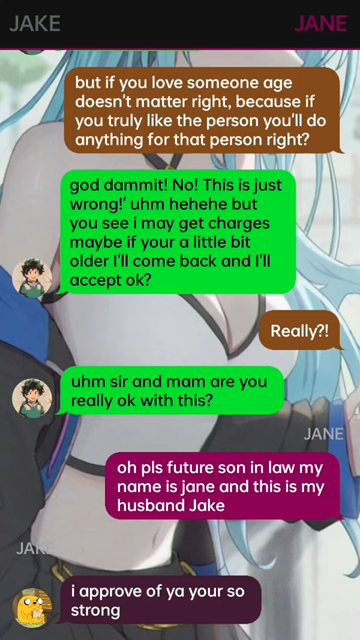 JAKE
JANE
but if you love someone age
doesn't matter right, because if
you truly like the person you'll do
anything for that person right?
god dammit! No! This is just
wrong!' uhm hehehe but
you see i may get charges
maybe if your a little bit
older I'll come back and I'll
accept ok?
Really?!
uhm sir and mam are you
really ok with this?
JANE
oh pls future son in law my
name is jane and this is my
husband Jake
JAKE
i approve of ya your so
strong